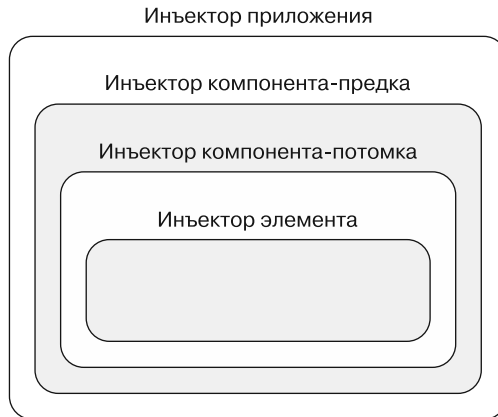 Инъектор приложения
Инъектор компонента-предка
Инъектор компонента-потомка
Инъектор элемента